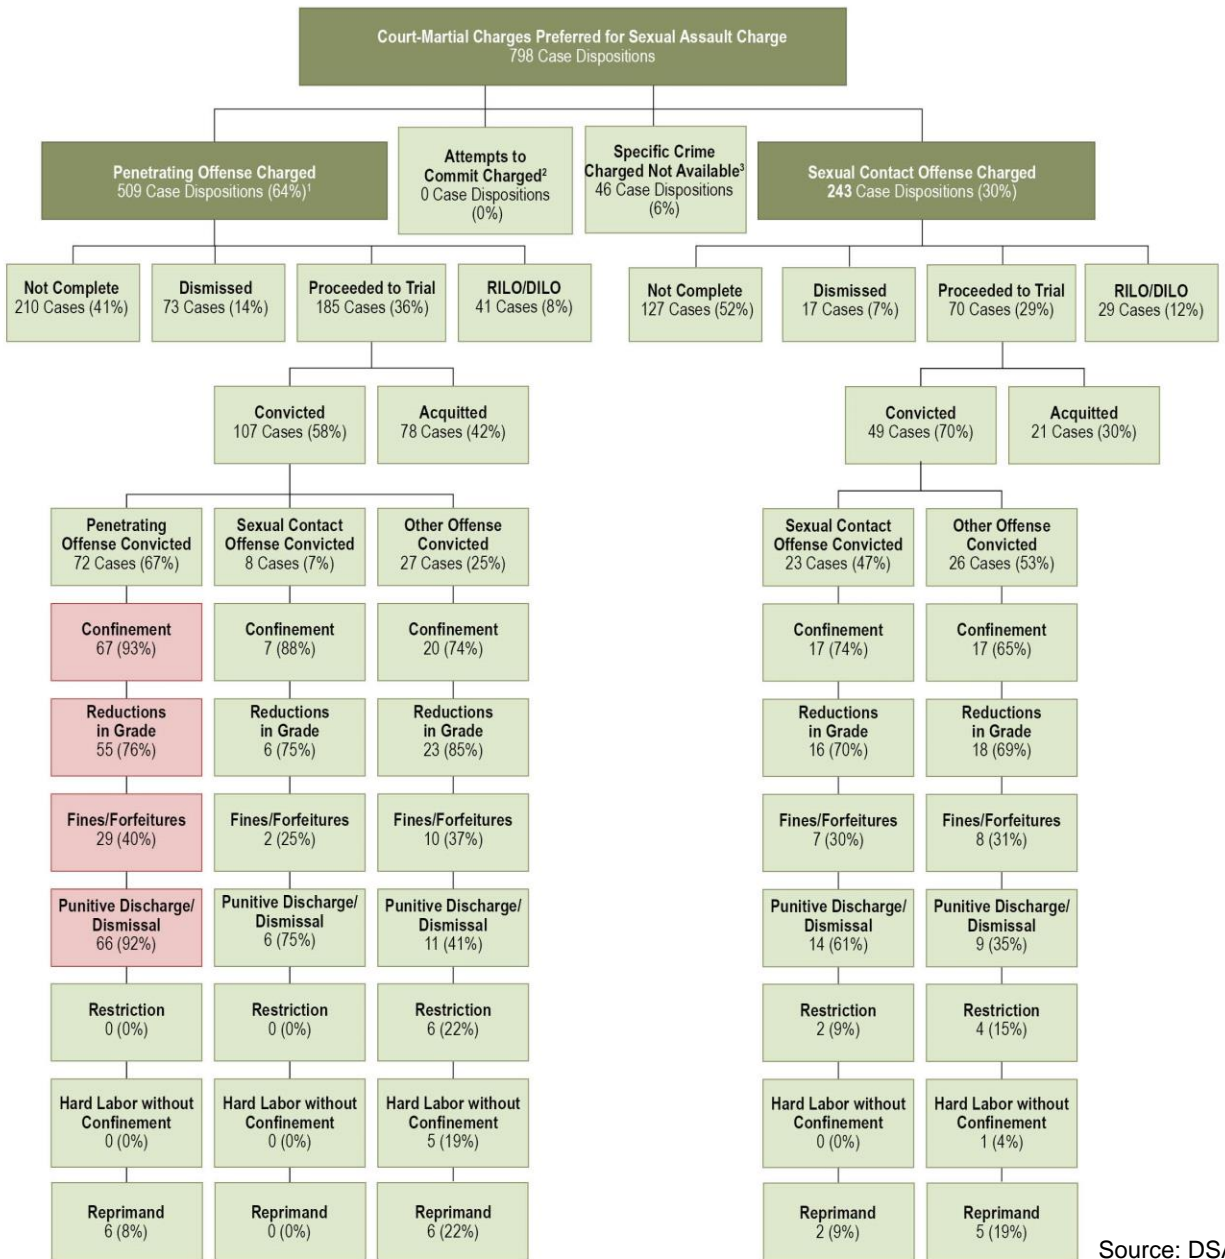 Court-Martial Charges Preferred for Sexual Assault Charge
798 Case Dispositions
Penetrating Offense Charged
509 Case Dispositions (64%)¹
Attempts to
Commit Charged²
0 Case Dispositions
(0%)
Specific Crime
Charged Not Available³
46 Case Dispositions
(6%)
Sexual Contact Offense Charged
243 Case Dispositions (30%)
Not Complete
210 Cases (41%)
Dismissed
73 Cases (14%)
Proceeded to Trial
185 Cases (36%)
RILO/DILO
41 Cases (8%)
Not Complete
127 Cases (52%)
Dismissed
17 Cases (7%)
Proceeded to Trial
70 Cases (29%)
RILO/DILO
29 Cases (12%)
Convicted
107 Cases (58%)
Acquitted
78 Cases (42%)
Convicted
49 Cases (70%)
Acquitted
21 Cases (30%)
Penetrating
Offense Convicted
72 Cases (67%)
Sexual Contact
Offense Convicted
8 Cases (7%)
Other Offense
Convicted
27 Cases (25%)
Sexual Contact
Offense Convicted
23 Cases (47%)
Other Offense
Convicted
26 Cases (53%)
Confinement
67 (93%)
Confinement
7 (88%)
Confinement
20 (74%)
Confinement
17 (74%)
Confinement
17 (65%)
Reductions
in Grade
55 (76%)
Reductions
in Grade
6 (75%)
Reductions
in Grade
23 (85%)
Reductions
in Grade
16 (70%)
Reductions
in Grade
18 (69%)
Fines/Forfeitures
29 (40%)
Fines/Forfeitures
2 (25%)
Fines/Forfeitures
10 (37%)
Fines/Forfeitures
7 (30%)
Fines/Forfeitures
8 (31%)
Punitive Discharge/
Dismissal
66 (92%)
Punitive Discharge/
Dismissal
6 (75%)
Punitive Discharge/
Dismissal
11 (41%)
Punitive Discharge/
Dismissal
14 (61%)
Punitive Discharge/
Dismissal
9 (35%)
Restriction
0 (0%)
Restriction
0 (0%)
Restriction
6 (22%)
Restriction
2 (9%)
Restriction
4 (15%)
Hard Labor without
Confinement
0 (0%)
Hard Labor without
Confinement
0 (0%)
Hard Labor without
Confinement
5 (19%)
Hard Labor without
Confinement
0 (0%)
Hard Labor without
Confinement
1 (4%)
Reprimand
6 (8%)
Reprimand
0 (0%)
Reprimand
6 (22%)
Reprimand
2 (9%)
Reprimand
5 (19%)
Source: